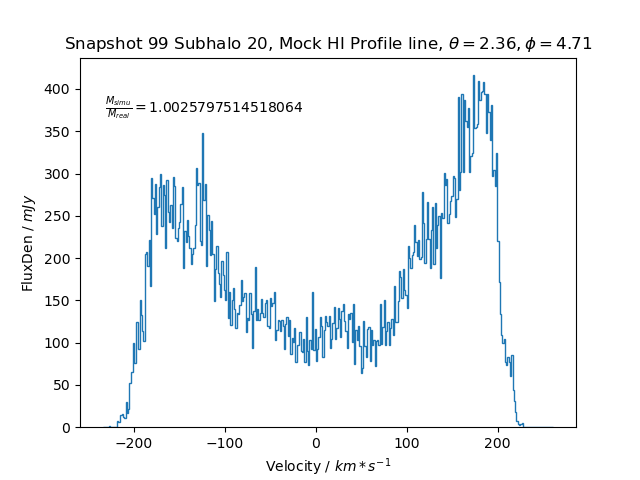 Snapshot 99 Subhalo 20, Mock HI Profile line, θ = 2.36, ϕ = 4.71
M_simu/M_real = 1.0025797514518064
400
350
300
250
200
150
100
50
0
FluxDen / mJy
−200 −100 0 100 200
Velocity / km * s⁻¹